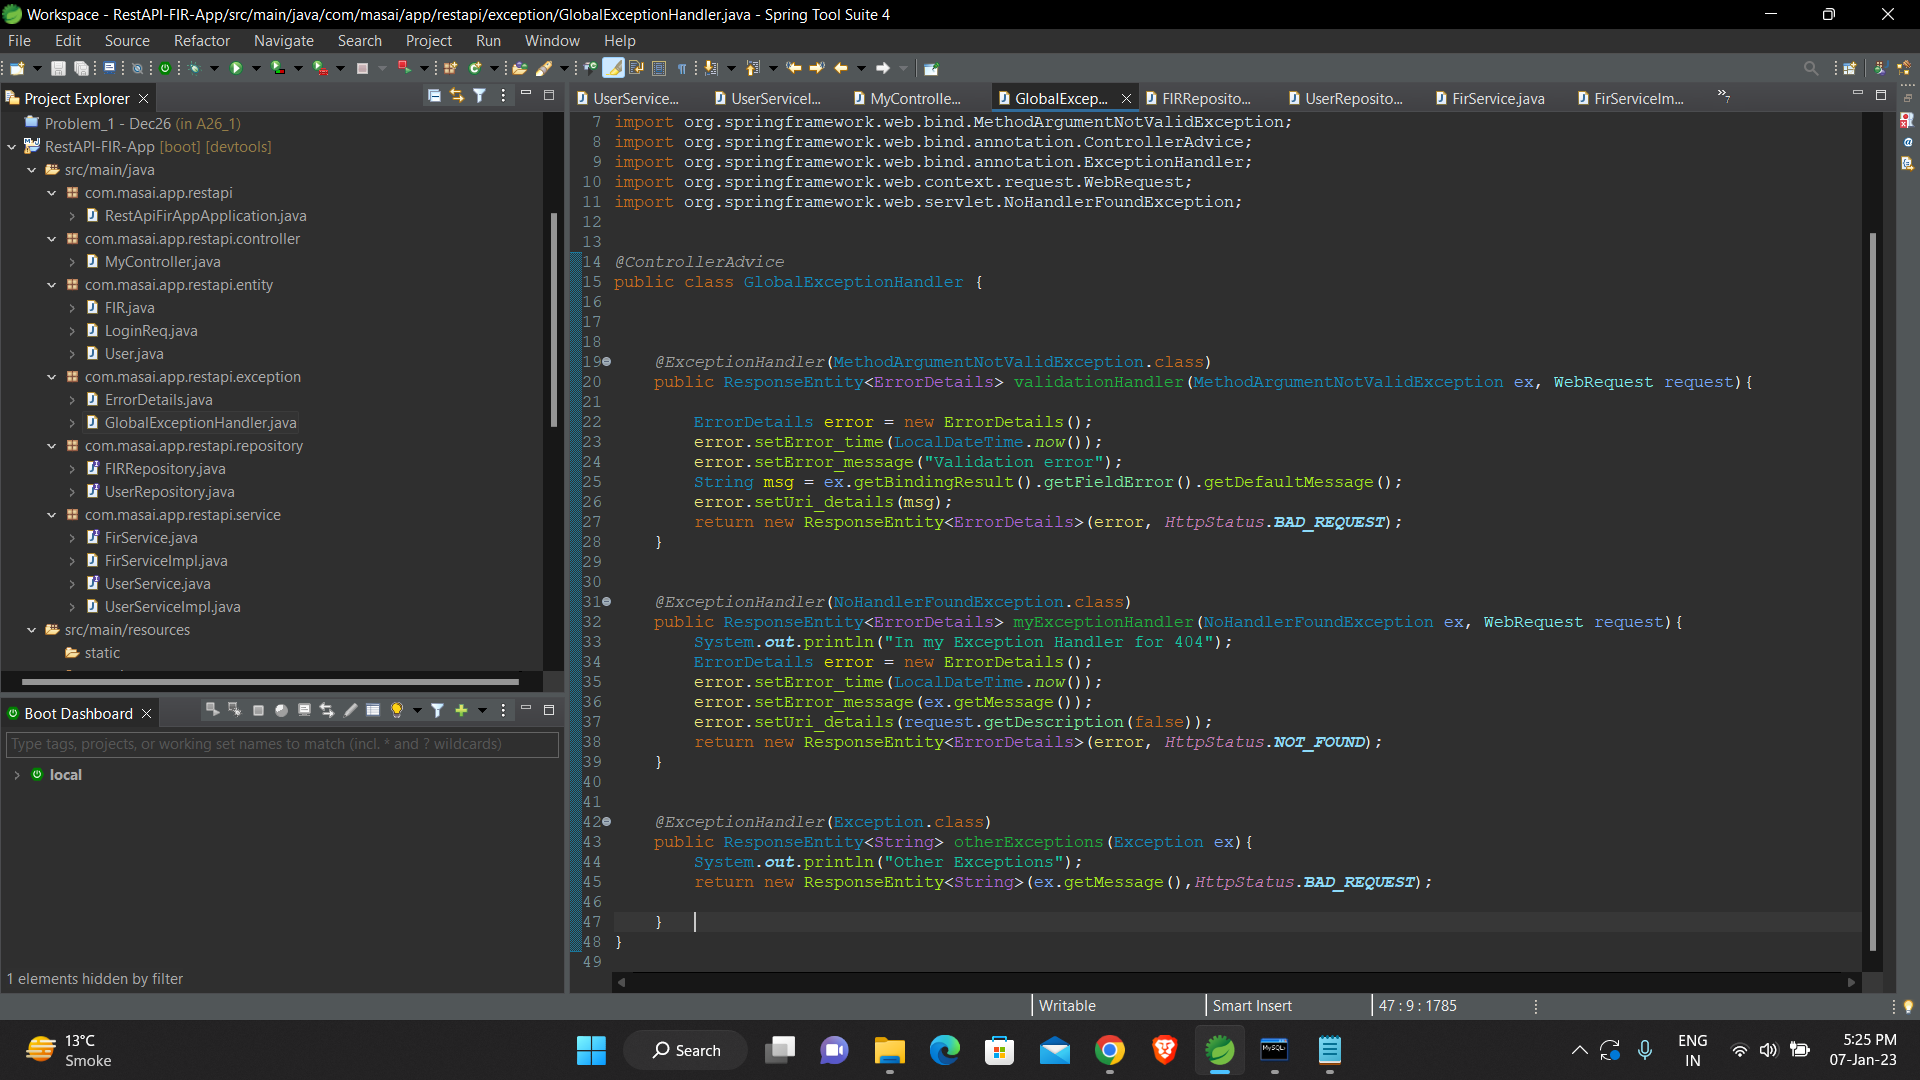 Workspace - RestAPI-FIR-App/src/main/java/com/masai/app/restapi/exception/GlobalExceptionHandler.java - Spring Tool Suite 4
File Edit Source Refactor Navigate Search Project Run Window Help
Project Explorer
Problem_1 - Dec26 (in A26_1)
RestAPI-FIR-App [boot] [devtools]
src/main/java
com.masai.app.restapi
RestApiFirAppApplication.java
com.masai.app.restapi.controller
MyController.java
com.masai.app.restapi.entity
FIR.java
LoginReq.java
User.java
com.masai.app.restapi.exception
ErrorDetails.java
GlobalExceptionHandler.java
com.masai.app.restapi.repository
FIRRepository.java
UserRepository.java
com.masai.app.restapi.service
FirService.java
FirServiceImpl.java
UserService.java
UserServiceImpl.java
src/main/resources
static
Boot Dashboard
Type tags, projects, or working set names to match (incl. * and ? wildcards)
local
1 elements hidden by filter
UserService... UserServiceI... MyControlle... GlobalExcep... FIRReposito... UserReposito... FirService.java FirServiceIm... »7
7 import org.springframework.web.bind.MethodArgumentNotValidException;
8 import org.springframework.web.bind.annotation.ControllerAdvice;
9 import org.springframework.web.bind.annotation.ExceptionHandler;
10 import org.springframework.web.context.request.WebRequest;
11 import org.springframework.web.servlet.NoHandlerFoundException;
12
13
14 @ControllerAdvice
15 public class GlobalExceptionHandler {
16
17
18
19 @ExceptionHandler(MethodArgumentNotValidException.class)
20 public ResponseEntity<ErrorDetails> validationHandler(MethodArgumentNotValidException ex, WebRequest request){
21
22 ErrorDetails error = new ErrorDetails();
23 error.setError_time(LocalDateTime.now());
24 error.setError_message("Validation error");
25 String msg = ex.getBindingResult().getFieldError().getDefaultMessage();
26 error.setUri_details(msg);
27 return new ResponseEntity<ErrorDetails>(error, HttpStatus.BAD_REQUEST);
28 }
29
30
31 @ExceptionHandler(NoHandlerFoundException.class)
32 public ResponseEntity<ErrorDetails> myExceptionHandler(NoHandlerFoundException ex, WebRequest request){
33 System.out.println("In my Exception Handler for 404");
34 ErrorDetails error = new ErrorDetails();
35 error.setError_time(LocalDateTime.now());
36 error.setError_message(ex.getMessage());
37 error.setUri_details(request.getDescription(false));
38 return new ResponseEntity<ErrorDetails>(error, HttpStatus.NOT_FOUND);
39 }
40
41
42 @ExceptionHandler(Exception.class)
43 public ResponseEntity<String> otherExceptions(Exception ex){
44 System.out.println("Other Exceptions");
45 return new ResponseEntity<String>(ex.getMessage(),HttpStatus.BAD_REQUEST);
46
47 }
48 }
49
Writable Smart Insert 47 : 9 : 1785
13°C
Smoke
Search
ENG
IN
5:25 PM
07-Jan-23